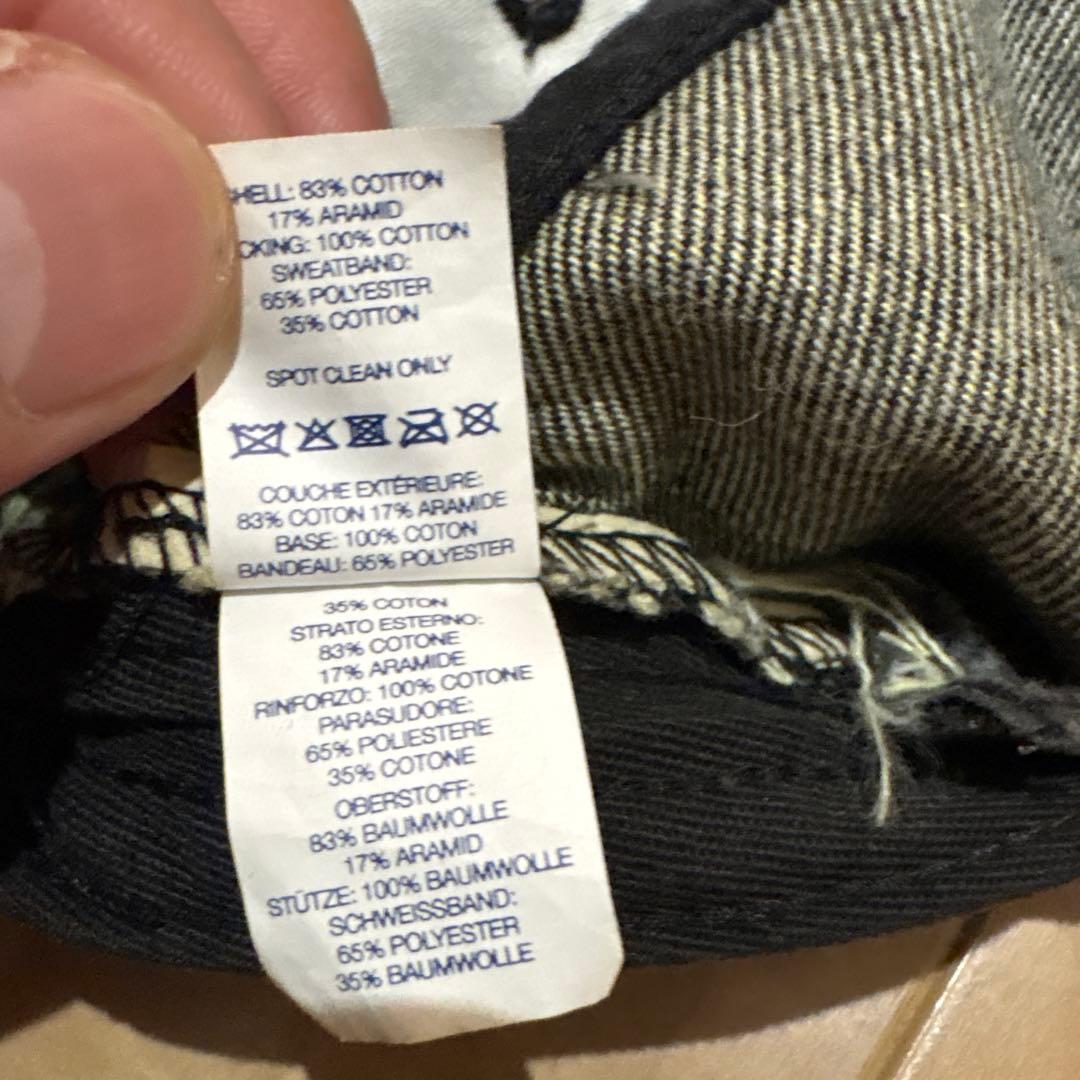 HELL: 83% COTTON
17% ARAMID
CKING: 100% COTTON
SWEATBAND:
65% POLYESTER
35% COTTON
SPOT CLEAN ONLY
COUCHE EXTÉRIEURE:
83% COTON 17% ARAMIDE
BASE: 100% COTON
BANDEAU: 65% POLYESTER
35% COTON
STRATO ESTERNO:
83% COTONE
17% ARAMIDE
RINFORZO: 100% COTONE
PARASUDORE:
65% POLIESTERE
35% COTONE
OBERSTOFF:
83% BAUMWOLLE
17% ARAMID
STÜTZE: 100% BAUMWOLLE
SCHWEISSBAND:
65% POLYESTER
35% BAUMWOLLE